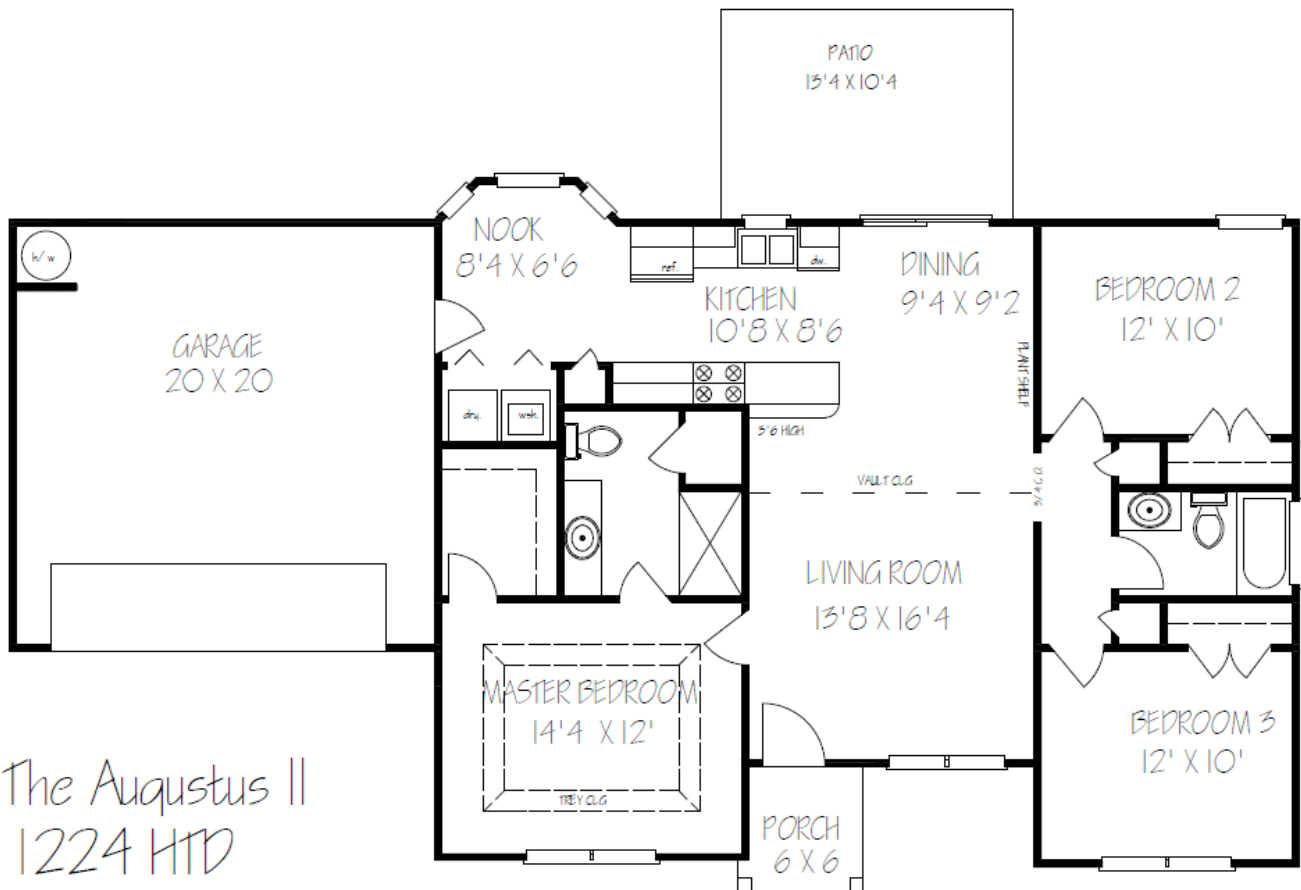 PATIO
13'4 X 10'4
NOOK
8'4 X 6'6
h/w
ref.
dw.
DINING
9'4 X 9'2
KITCHEN
10'8 X 8'6
BEDROOM 2
12' X 10'
GARAGE
20 X 20
PLANT SHELF
dry.
wsh.
3'6 HIGH
VAULT CLG
LIVING ROOM
13'8 X 16'4
MASTER BEDROOM
14'4 X 12'
TREY CLG
BEDROOM 3
12' X 10'
PORCH
6 X 6
The Augustus II
1224 HTD